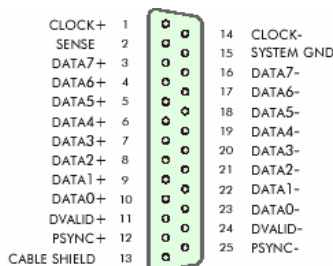 CLOCK+ 1
SENSE 2
DATA7+ 3
DATA6+ 4
DATA5+ 5
DATA4+ 6
DATA3+ 7
DATA2+ 8
DATA1+ 9
DATA0+ 10
DVALID+ 11
PSYNC+ 12
CABLE SHIELD 13
14 CLOCK-
15 SYSTEM GND
16 DATA7-
17 DATA6-
18 DATA5-
19 DATA4-
20 DATA3-
21 DATA2-
22 DATA1-
23 DATA0-
24 DVALID-
25 PSYNC-